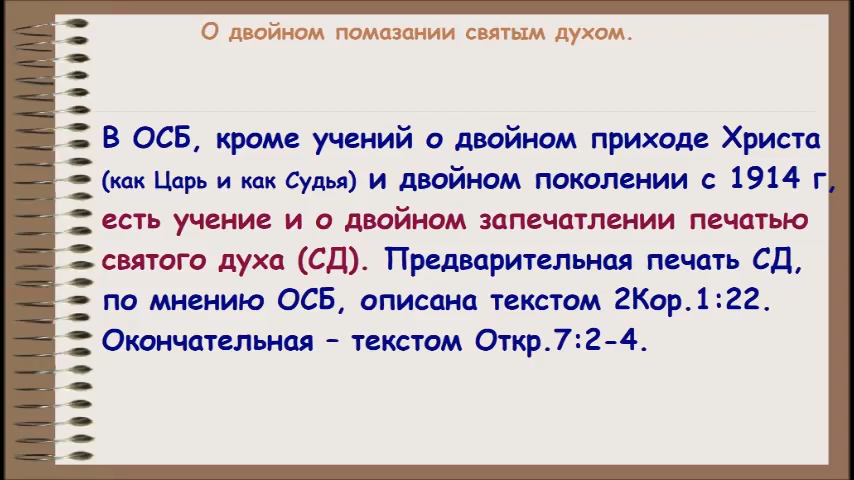 О двойном помазании святым духом.
В ОСБ, кроме учений о двойном приходе Христа
(как Царь и как Судья) и двойном поколении с 1914 г,
есть учение и о двойном запечатлении печатью
святого духа (СД). Предварительная печать СД,
по мнению ОСБ, описана текстом 2Кор.1:22.
Окончательная – текстом Откр.7:2-4.